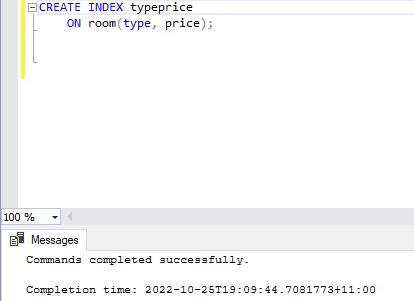 CREATE INDEX typeprice
ON room(type, price);
100 %
Messages
Commands completed successfully.
Completion time: 2022-10-25T19:09:44.7081773+11:00